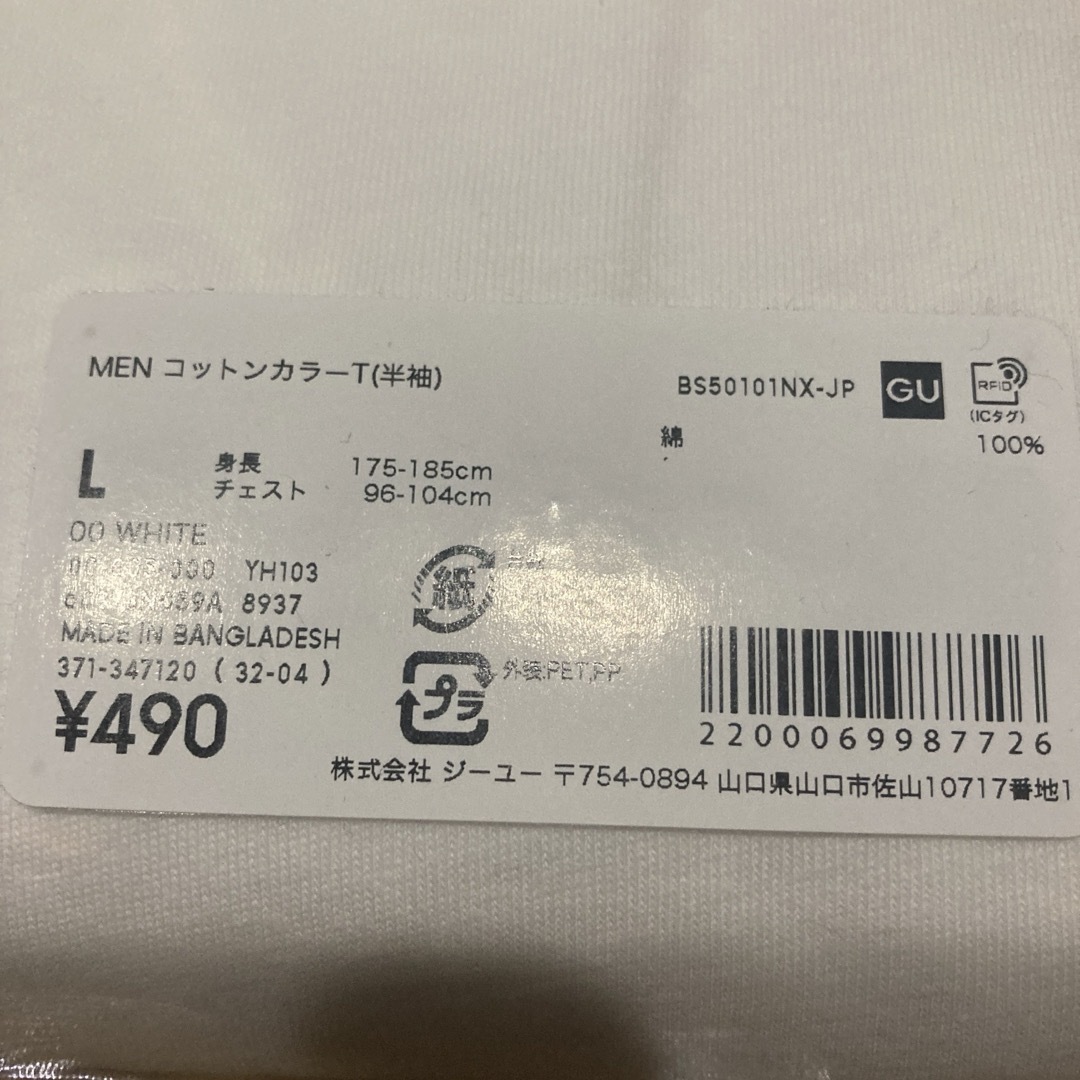 MEN コットンカラーT(半袖)
BS50101NX-JP
GU
RFID
(ICタグ)
綿 100%
L
身長 175-185cm
チェスト 96-104cm
00 WHITE
YH103
8937
MADE IN BANGLADESH
371-347120 ( 32-04 )
¥490
紙
プラ
外装:PET,PP
2200069987726
株式会社 ジーユー 〒754-0894 山口県山口市佐山10717番地1